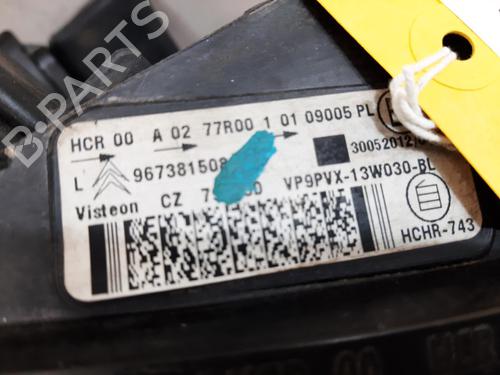 HCR 00 A 02 77R00 1 01 09005 PL
L 967381508
30052012
Visteon CZ VP9PVX-13W030-BL
HCHR-743
B-PARTS